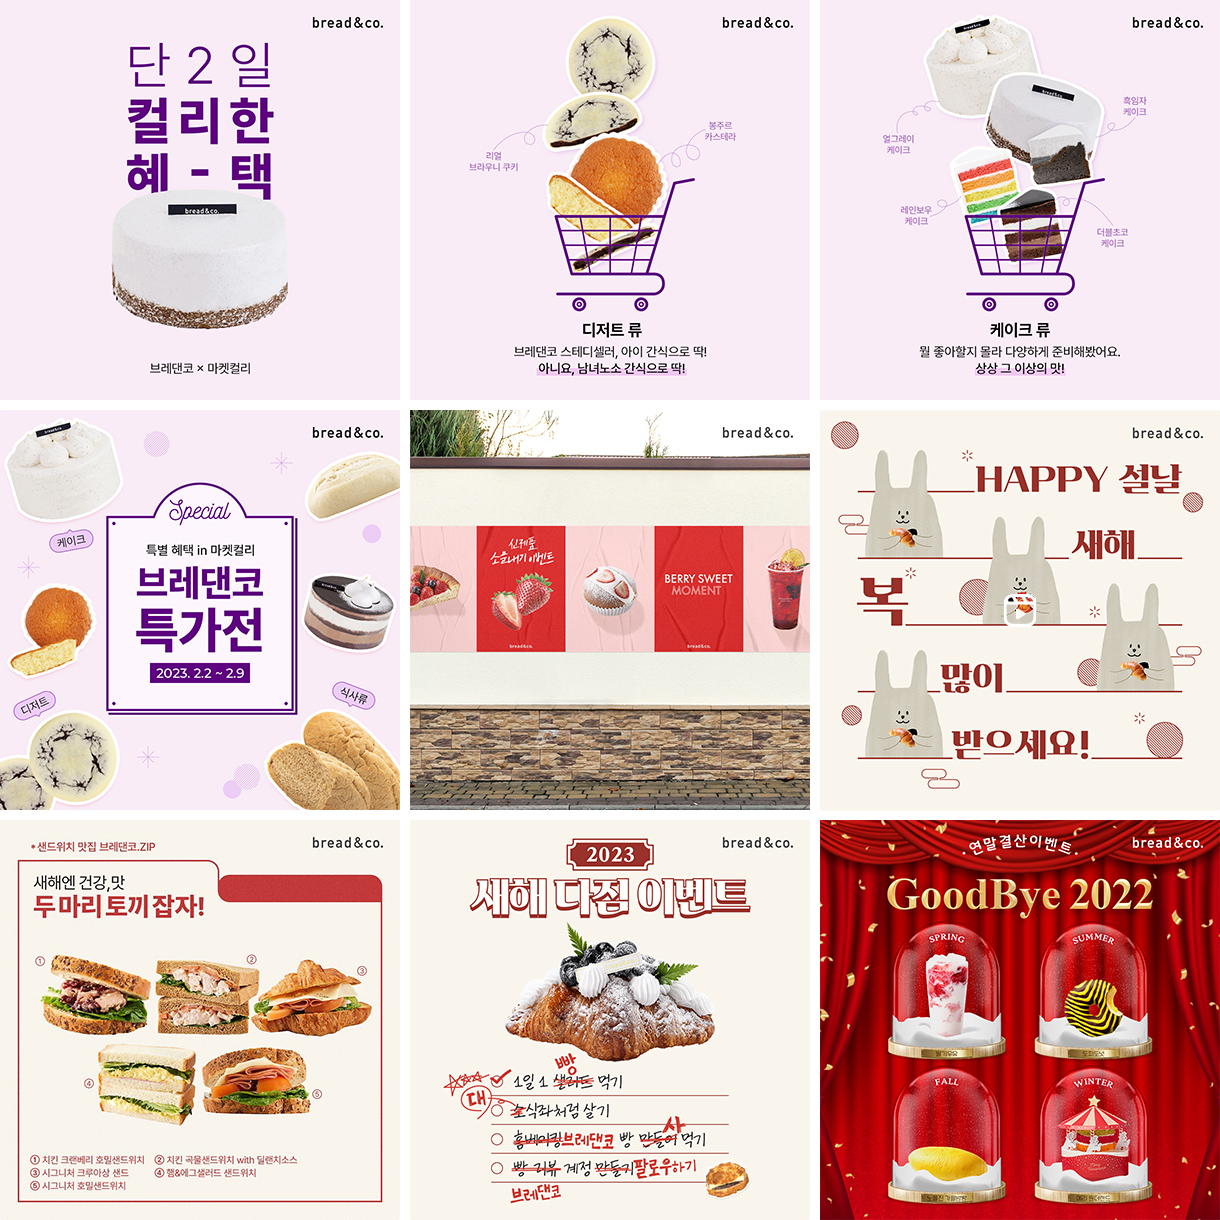 bread&co.
단 2 일
컬리한
혜 - 택
bread&co.
브레댄코 × 마켓컬리
bread&co.
리얼
브라우니 쿠키
봉주르
카스테라
디저트 류
브레댄코 스테디셀러, 아이 간식으로 딱!
아니요, 남녀노소 간식으로 딱!
bread&co.
bread&co.
bread&co.
흑임자
케이크
얼그레이
케이크
레인보우
케이크
더블초코
케이크
케이크 류
뭘 좋아할지 몰라 다양하게 준비해봤어요.
상상 그 이상의 맛!
bread&co.
케이크
Special
특별 혜택 in 마켓컬리
브레댄코
특가전
2023. 2.2 ~ 2.9
디저트
식사류
bread&co.
신제품
소문내기 이벤트
bread&co.
BERRY SWEET
MOMENT
bread&co.
bread&co.
HAPPY 설날
새해
복
많이
받으세요!
*샌드위치 맛집 브레댄코.ZIP
bread&co.
새해엔 건강,맛
두마리 토끼 잡자!
①
②
③
④
⑤
① 치킨 크랜베리 호밀샌드위치 ② 치킨 곡물샌드위치 with 딜랜치소스
③ 시그니처 크루아상 샌드 ④ 햄&에그샐러드 샌드위치
⑤ 시그니처 호밀샌드위치
bread&co.
2023
새해 다짐 이벤트
빵
1일 1 샐러드 먹기
대
소식좌처럼 살기
사
홈베이킹브레댄코 빵 만들어 먹기
빵 리뷰 계정 만들기팔로우하기
브레댄코
bread&co.
·연말결산이벤트·
GoodBye 2022
SPRING
SUMMER
딸기우유
FALL
WINTER